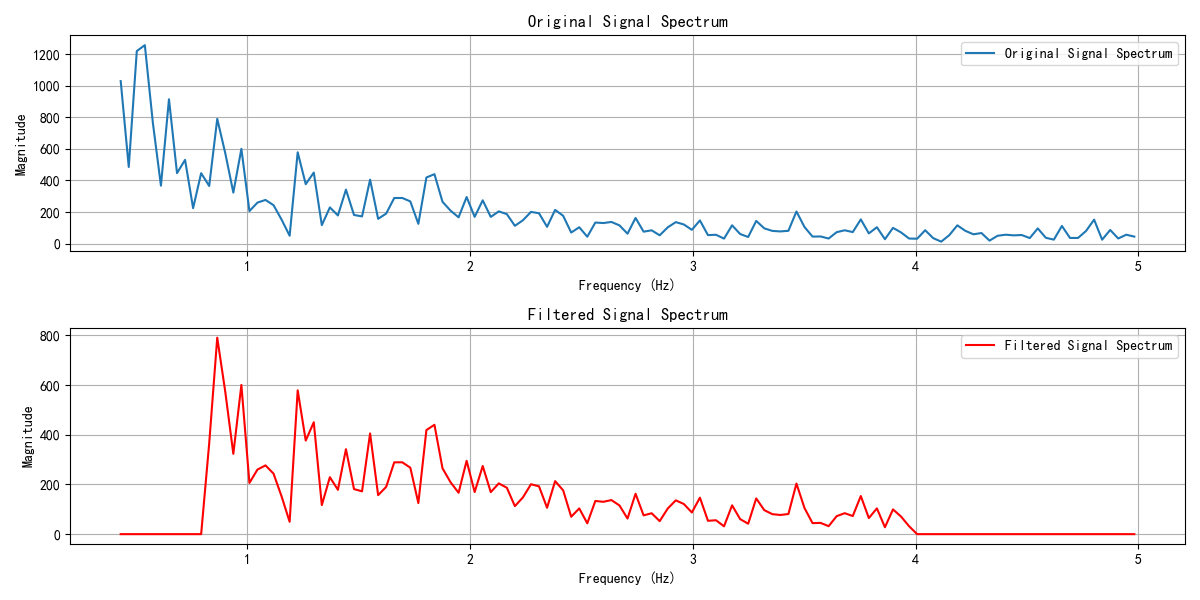 Original Signal Spectrum
Original Signal Spectrum
Magnitude
1200
1000
800
600
400
200
0
1 2 3 4 5
Frequency (Hz)
Filtered Signal Spectrum
Filtered Signal Spectrum
Magnitude
800
600
400
200
0
1 2 3 4 5
Frequency (Hz)